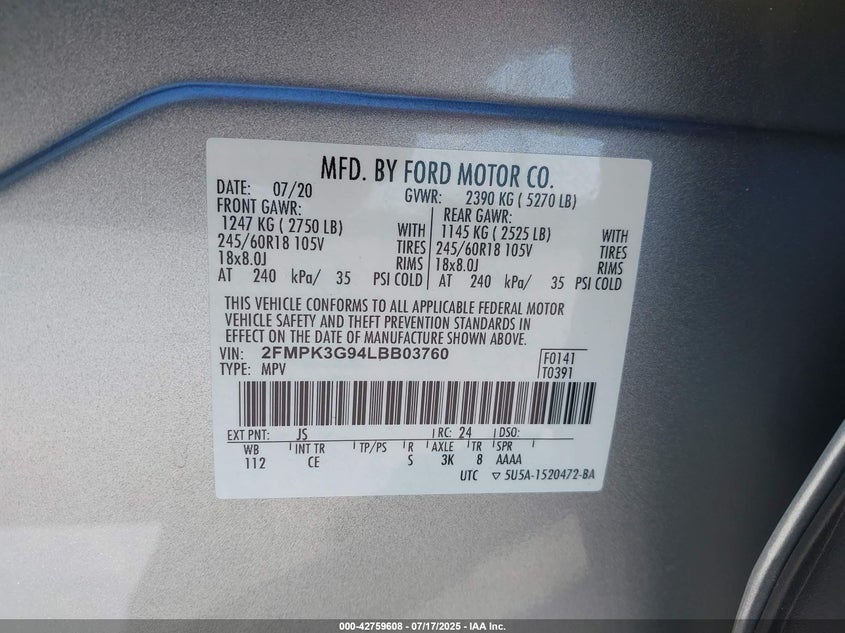 MFD. BY FORD MOTOR CO.
DATE: 07/20 GVWR: 2390 KG ( 5270 LB)
FRONT GAWR: REAR GAWR:
1247 KG ( 2750 LB) WITH 1145 KG ( 2525 LB) WITH
245/60R18 105V TIRES 245/60R18 105V TIRES
18x8.0J RIMS 18x8.0J RIMS
AT 240 kPa/ 35 PSI COLD AT 240 kPa/ 35 PSI COLD
THIS VEHICLE CONFORMS TO ALL APPLICABLE FEDERAL MOTOR
VEHICLE SAFETY AND THEFT PREVENTION STANDARDS IN
EFFECT ON THE DATE OF MANUFACTURE SHOWN ABOVE.
VIN: 2FMPK3G94LBB03760 F0141
TYPE: MPV T0391
EXT PNT: JS RC: 24 DSO:
WB INT TR TP/PS R AXLE TR SPR
112 CE S 3K 8 AAAA
UTC ▽ 5U5A-1520472-BA
000-42759608 / 07/17/2025 - IAA Inc.